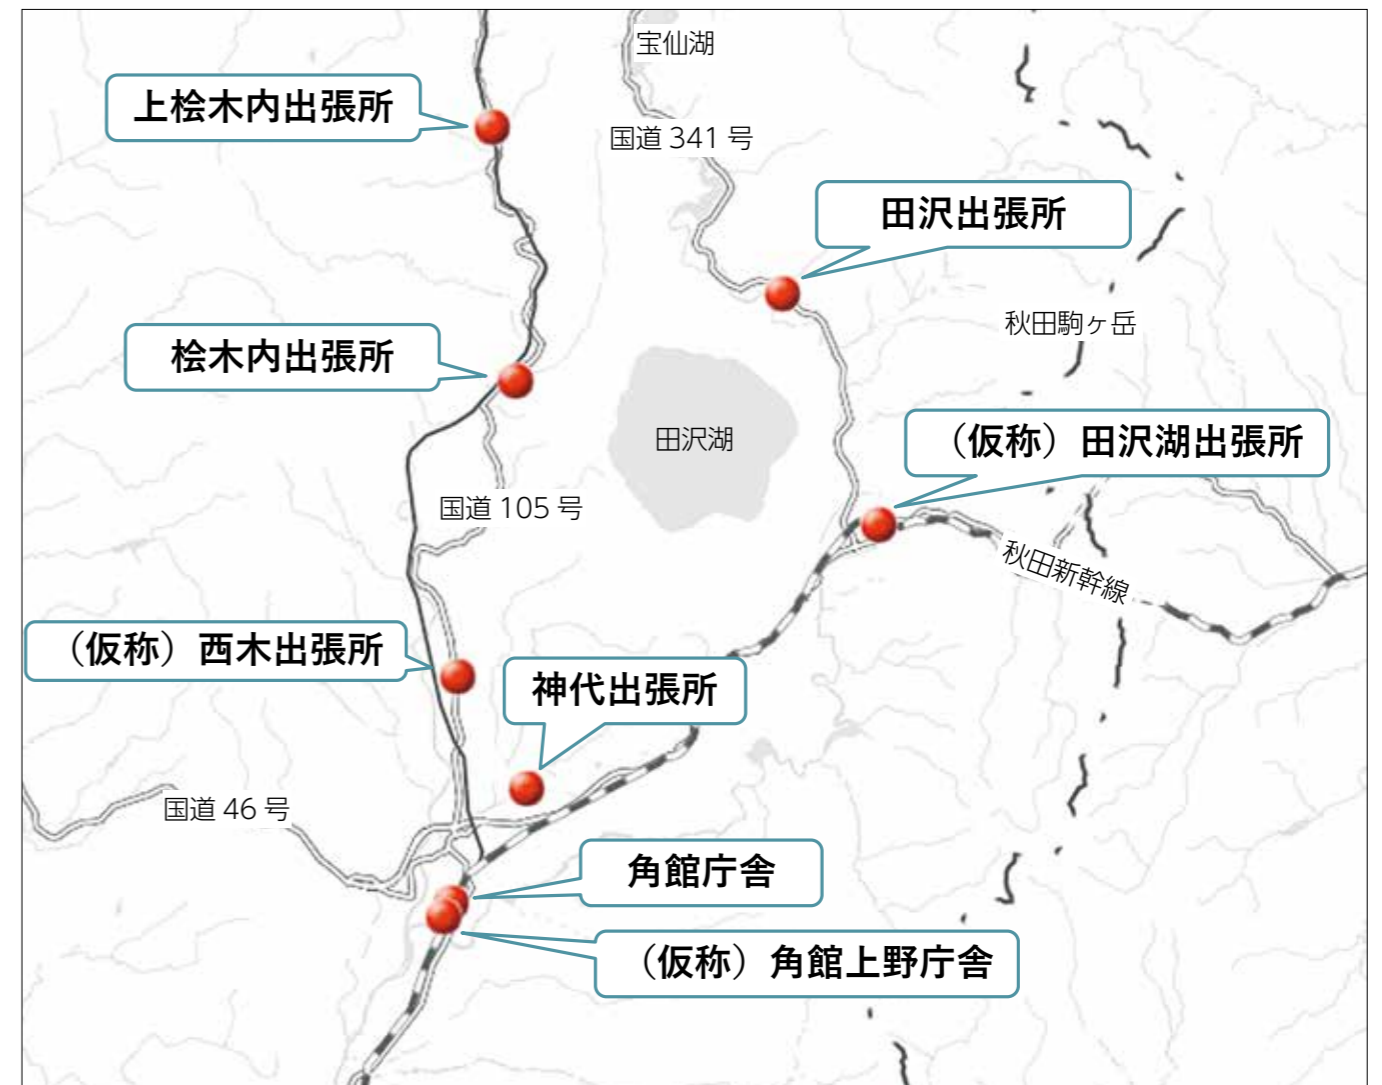 宝仙湖
上桧木内出張所
国道 341 号
田沢出張所
秋田駒ヶ岳
桧木内出張所
（仮称）田沢湖出張所
田沢湖
国道 105 号
秋田新幹線
（仮称）西木出張所
神代出張所
国道 46 号
角館庁舎
（仮称）角館上野庁舎